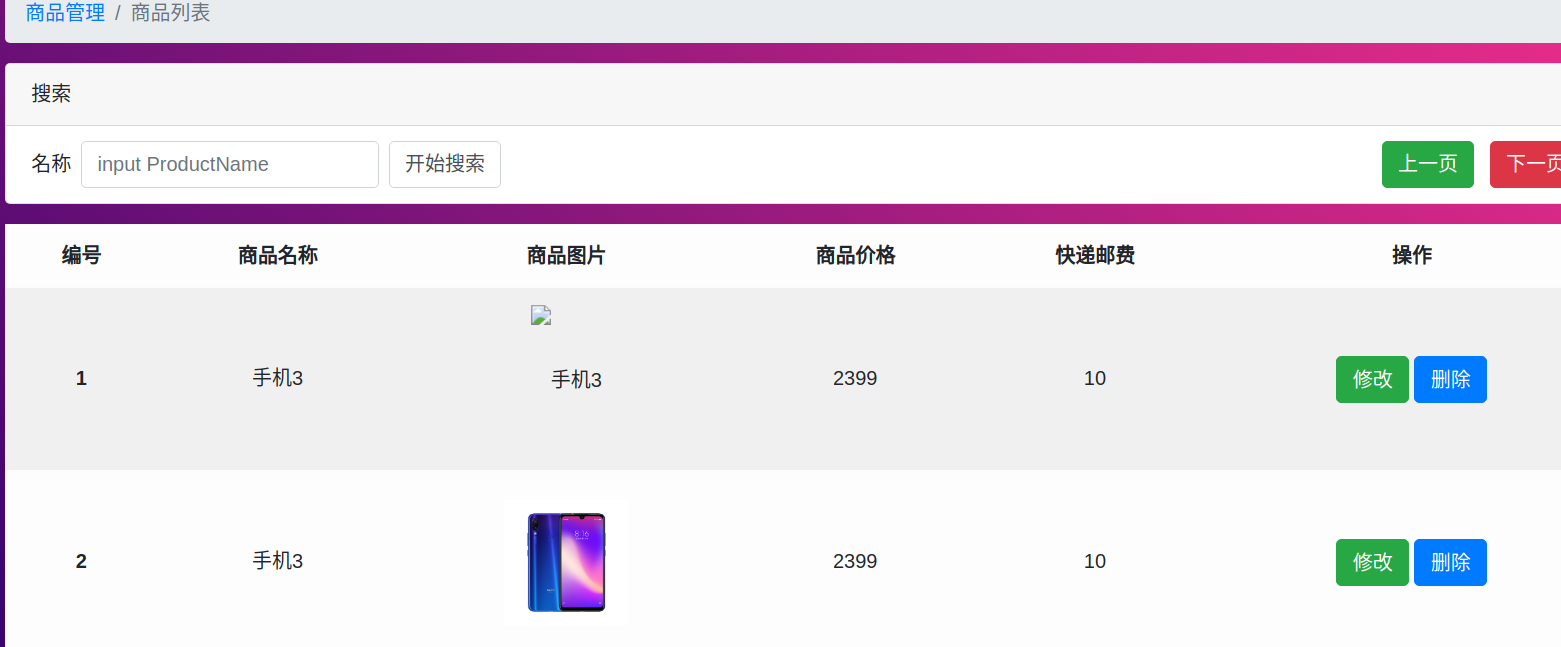 商品管理 / 商品列表
搜索
名称 input ProductName 开始搜索 上一页 下一页
编号 商品名称 商品图片 商品价格 快递邮费 操作
1 手机3 手机3 2399 10 修改 删除
2 手机3 8:16 2399 10 修改 删除